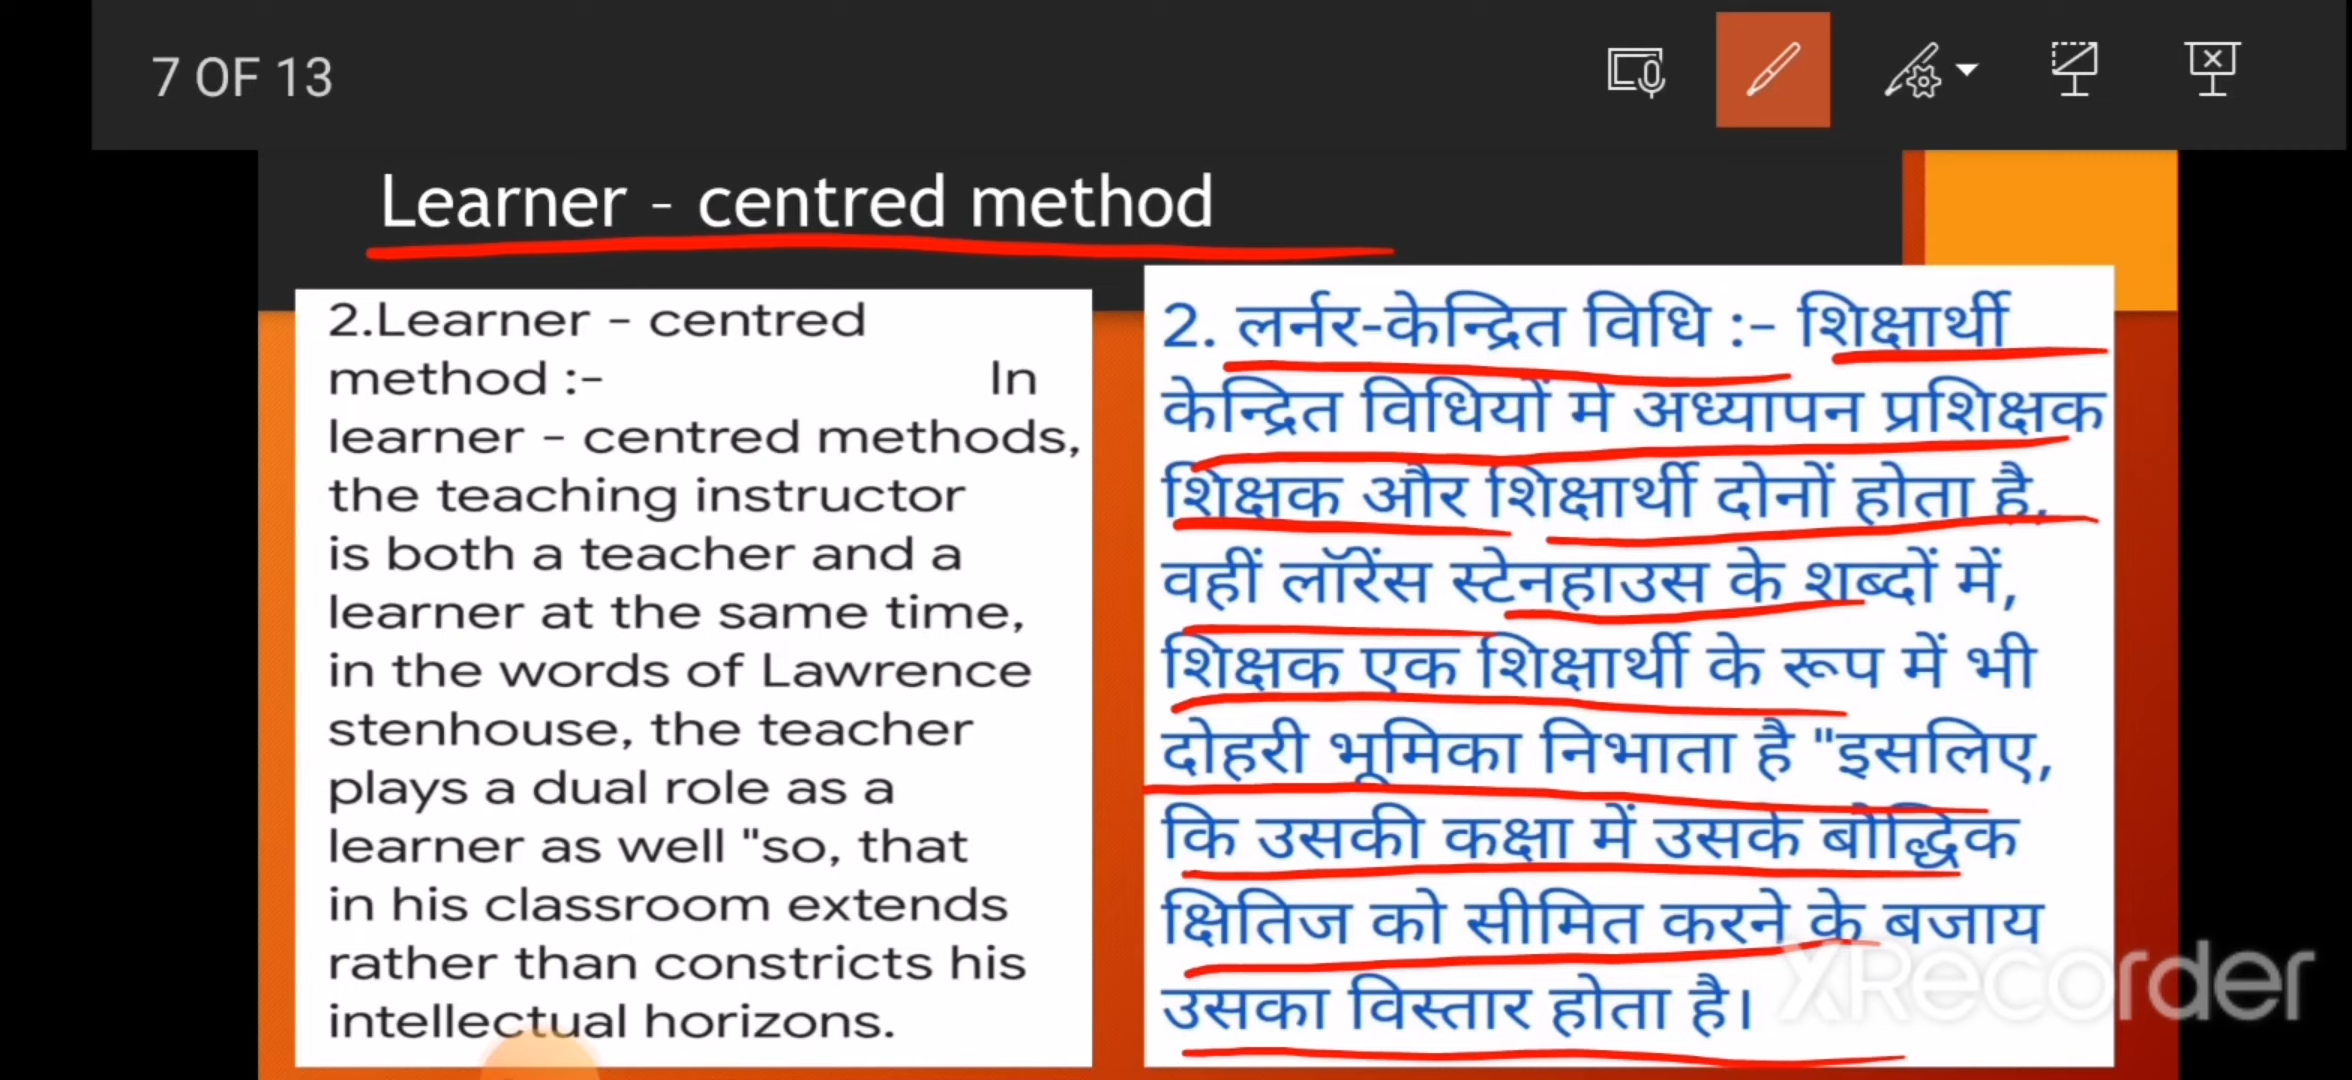 7 OF 13
Learner - centred method
2.Learner - centred
method :- In
learner - centred methods,
the teaching instructor
is both a teacher and a
learner at the same time,
in the words of Lawrence
stenhouse, the teacher
plays a dual role as a
learner as well "so, that
in his classroom extends
rather than constricts his
intellectual horizons.
2. लर्नर-केन्द्रित विधि :- शिक्षार्थी
केन्द्रित विधियों में अध्यापन प्रशिक्षक
शिक्षक और शिक्षार्थी दोनों होता है,
वहीं लॉरेंस स्टेनहाउस के शब्दों में,
शिक्षक एक शिक्षार्थी के रूप में भी
दोहरी भूमिका निभाता है "इसलिए,
कि उसकी कक्षा में उसके बौद्धिक
क्षितिज को सीमित करने के बजाय
उसका विस्तार होता है।
XRecorder